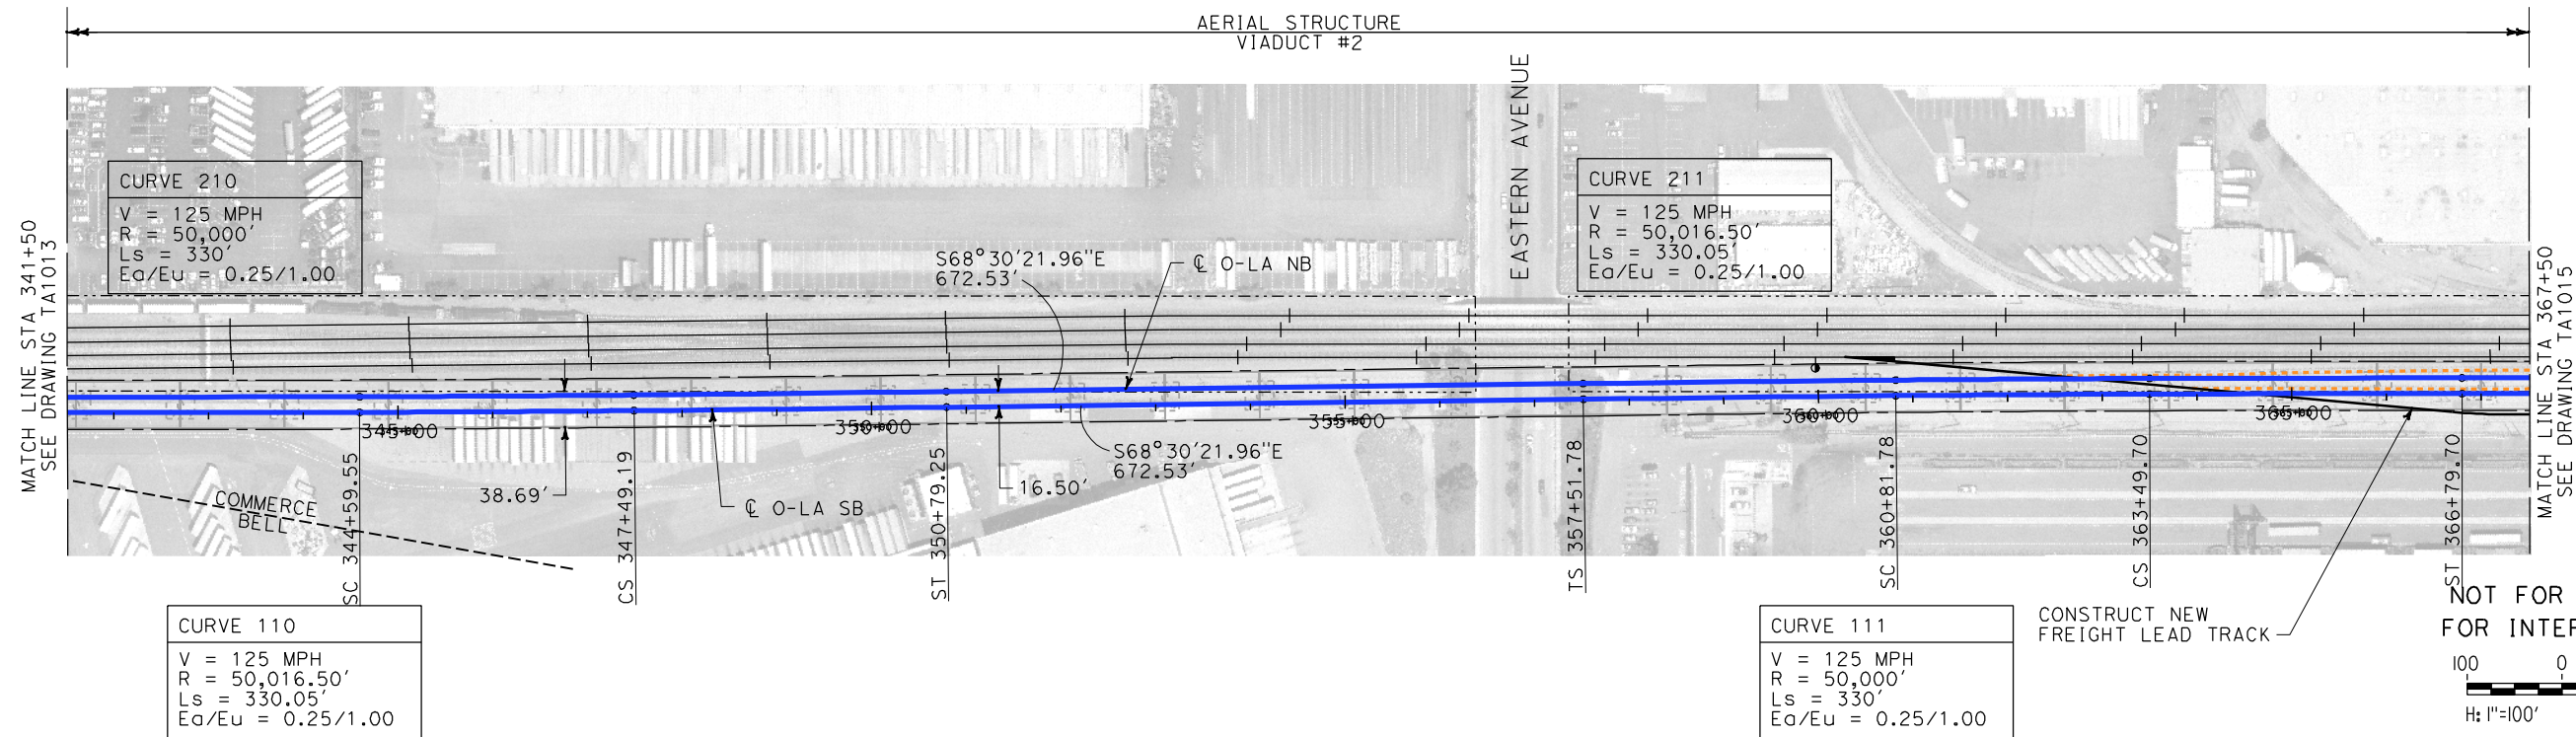 AERIAL STRUCTURE
VIADUCT #2
EASTERN AVENUE
CURVE 210
V = 125 MPH
R = 50,000'
Ls = 330'
Ea/Eu = 0.25/1.00
CURVE 211
V = 125 MPH
R = 50,016.50'
Ls = 330.05'
Ea/Eu = 0.25/1.00
MATCH LINE STA 341+50
SEE DRAWING TA1013
S68°30'21.96"E
672.53'
℄ O-LA NB
MATCH LINE STA 367+50
SEE DRAWING TA1015
345+00
350+00
355+00
360+00
365+00
S68°30'21.96"E
672.53'
38.69'
16.50'
℄ O-LA SB
COMMERCE
BELL
SC 344+59.55
CS 347+49.19
ST 350+79.25
TS 357+51.78
SC 360+81.78
CS 363+49.70
ST 366+79.70
CURVE 110
V = 125 MPH
R = 50,016.50'
Ls = 330.05'
Ea/Eu = 0.25/1.00
CURVE 111
V = 125 MPH
R = 50,000'
Ls = 330'
Ea/Eu = 0.25/1.00
CONSTRUCT NEW
FREIGHT LEAD TRACK
NOT FOR
FOR INTER
100 0
H: 1"=100'